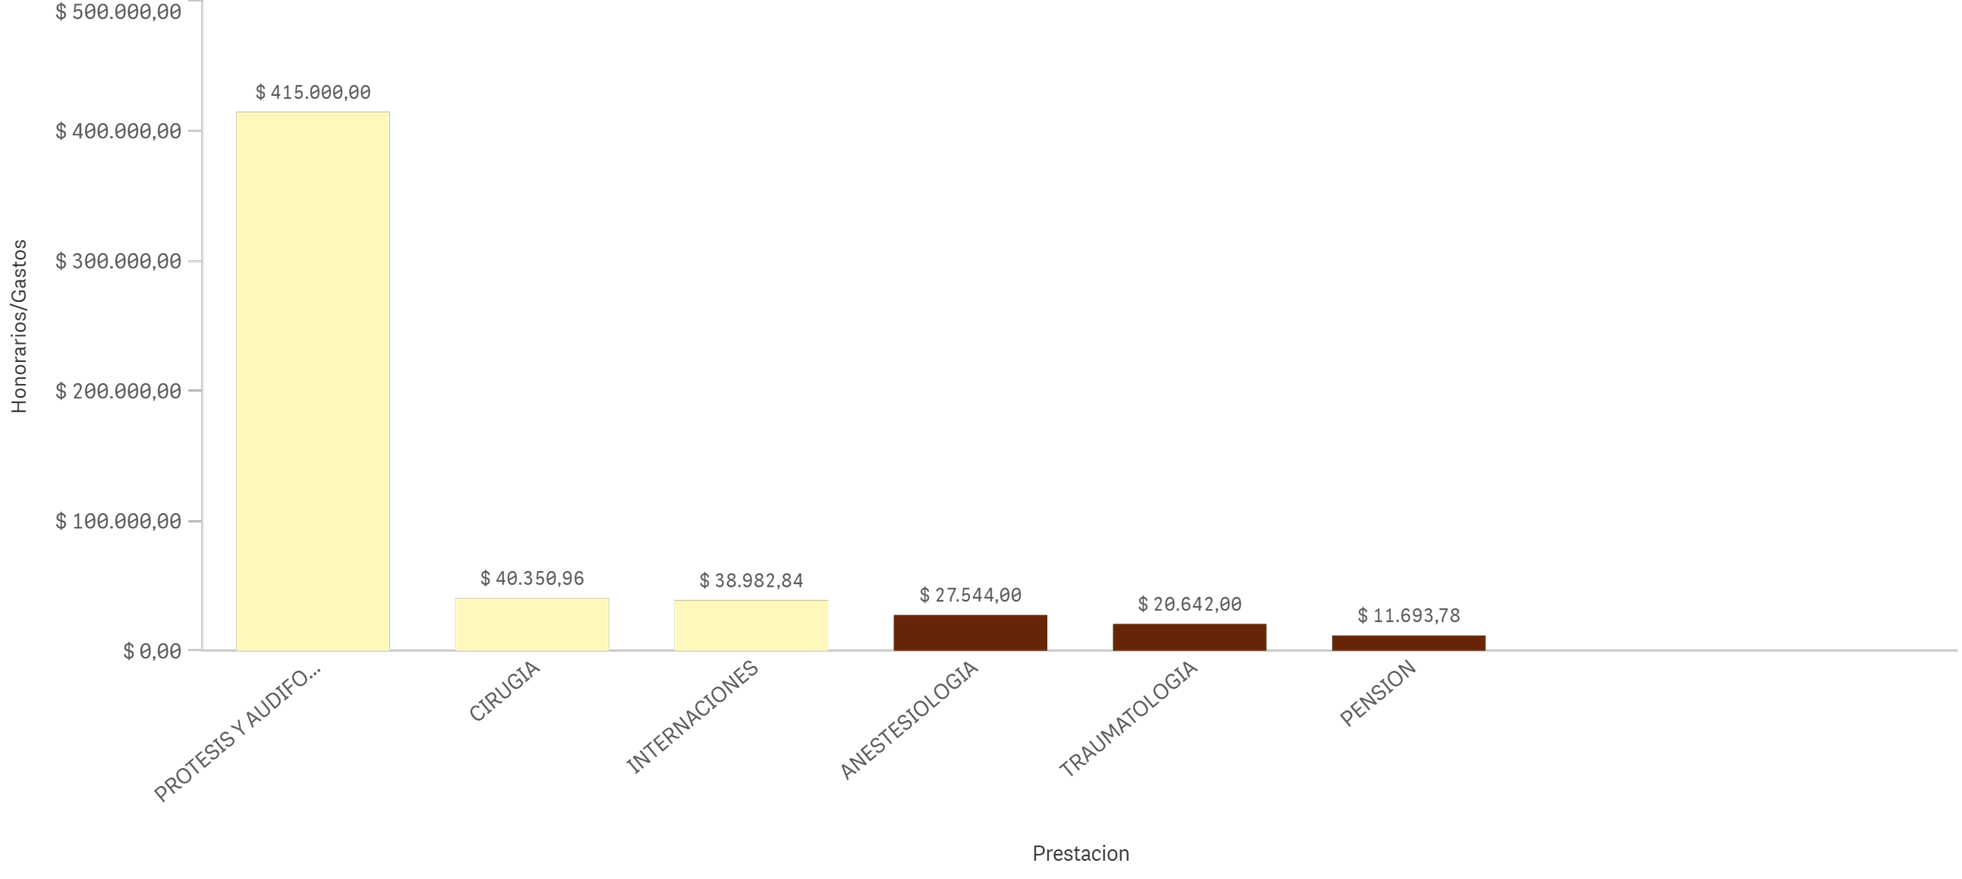 $ 500.000,00
$ 415.000,00
$ 400.000,00
$ 300.000,00
Honorarios/Gastos
$ 200.000,00
$ 100.000,00
$ 40.350,96
$ 38.982,84
$ 27.544,00
$ 20.642,00
$ 11.693,78
$ 0,00
PROTESIS Y AUDIFO...
CIRUGIA
INTERNACIONES
ANESTESIOLOGIA
TRAUMATOLOGIA
PENSION
Prestacion